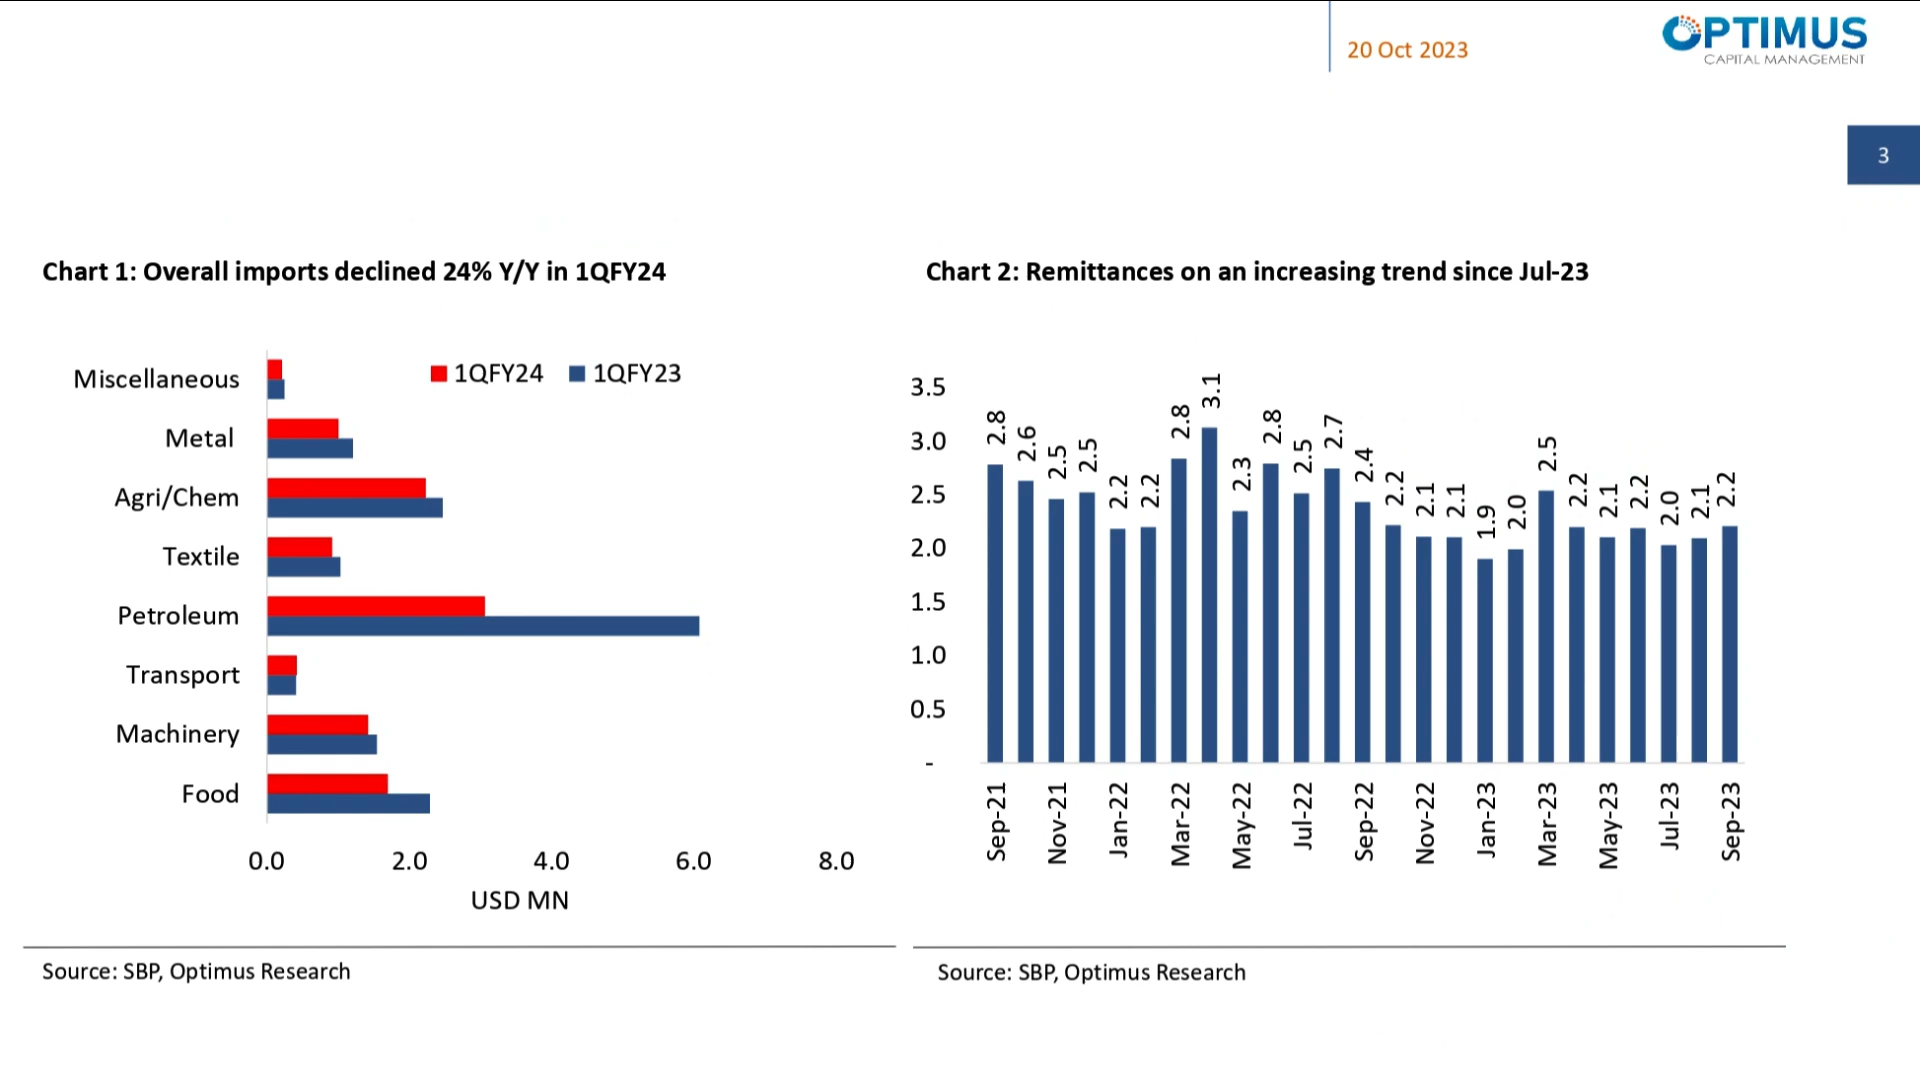 20 Oct 2023
OPTIMUS
CAPITAL MANAGEMENT
3
Chart 1: Overall imports declined 24% Y/Y in 1QFY24
1QFY24 1QFY23
Miscellaneous
Metal
Agri/Chem
Textile
Petroleum
Transport
Machinery
Food
0.0 2.0 4.0 6.0 8.0
USD MN
Source: SBP, Optimus Research
Chart 2: Remittances on an increasing trend since Jul-23
3.5
3.0
2.5
2.0
1.5
1.0
0.5
-
2.8 2.6 2.5 2.5 2.2 2.2 2.8 3.1 2.3 2.8 2.5 2.7 2.4 2.2 2.1 2.1 1.9 2.0 2.5 2.2 2.1 2.2 2.0 2.1 2.2
Sep-21 Nov-21 Jan-22 Mar-22 May-22 Jul-22 Sep-22 Nov-22 Jan-23 Mar-23 May-23 Jul-23 Sep-23
Source: SBP, Optimus Research